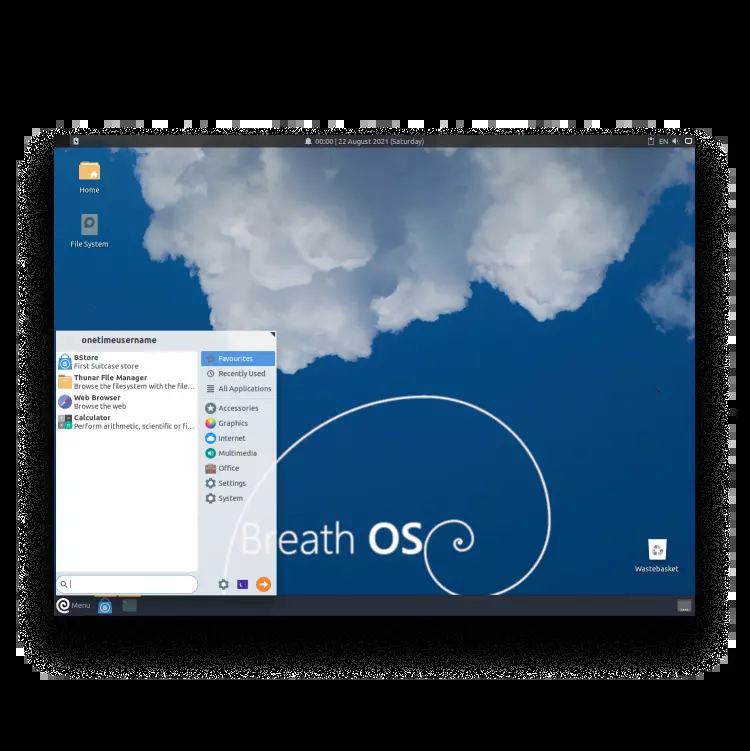 00:00 | 22 August 2021 (Saturday)
EN
Home
File System
onetimeusername
BStore
First Suitcase store
Thunar File Manager
Browse the filesystem with the file...
Web Browser
Browse the web
Calculator
Perform arithmetic, scientific or fi...
Favourites
Recently Used
All Applications
Accessories
Graphics
Internet
Multimedia
Office
Settings
System
Breath OS
Wastebasket
Menu